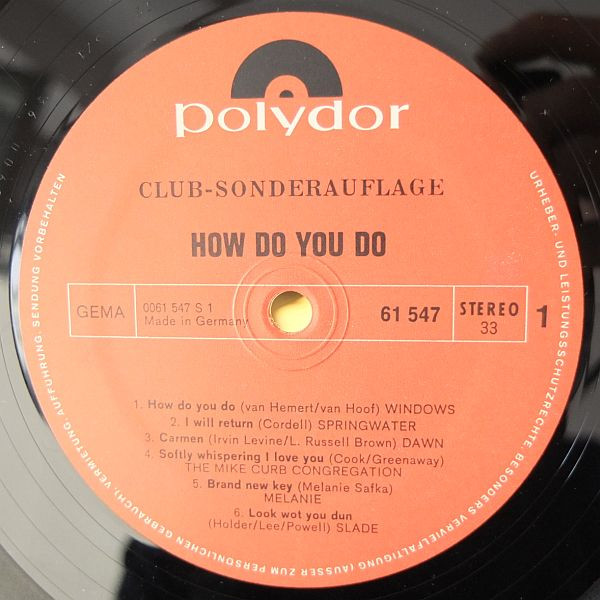 polydor
CLUB-SONDERAUFLAGE
HOW DO YOU DO
GEMA
0061 547 S 1
Made in Germany
61 547
STEREO
33
1
1. How do you do (van Hemert/van Hoof) WINDOWS
2. I will return (Cordell) SPRINGWATER
3. Carmen (Irvin Levine/L. Russell Brown) DAWN
4. Softly whispering I love you (Cook/Greenaway)
THE MIKE CURB CONGREGATION
5. Brand new key (Melanie Safka)
MELANIE
6. Look wot you dun
(Holder/Lee/Powell) SLADE
URHEBER- UND LEISTUNGSSCHUTZRECHTE, BESONDERS VERVIELFÄLTIGUNG (AUSSER ZUM PERSÖNLICHEN GEBRAUCH), VERMIETUNG, AUFFÜHRUNG, SENDUNG VORBEHALTEN